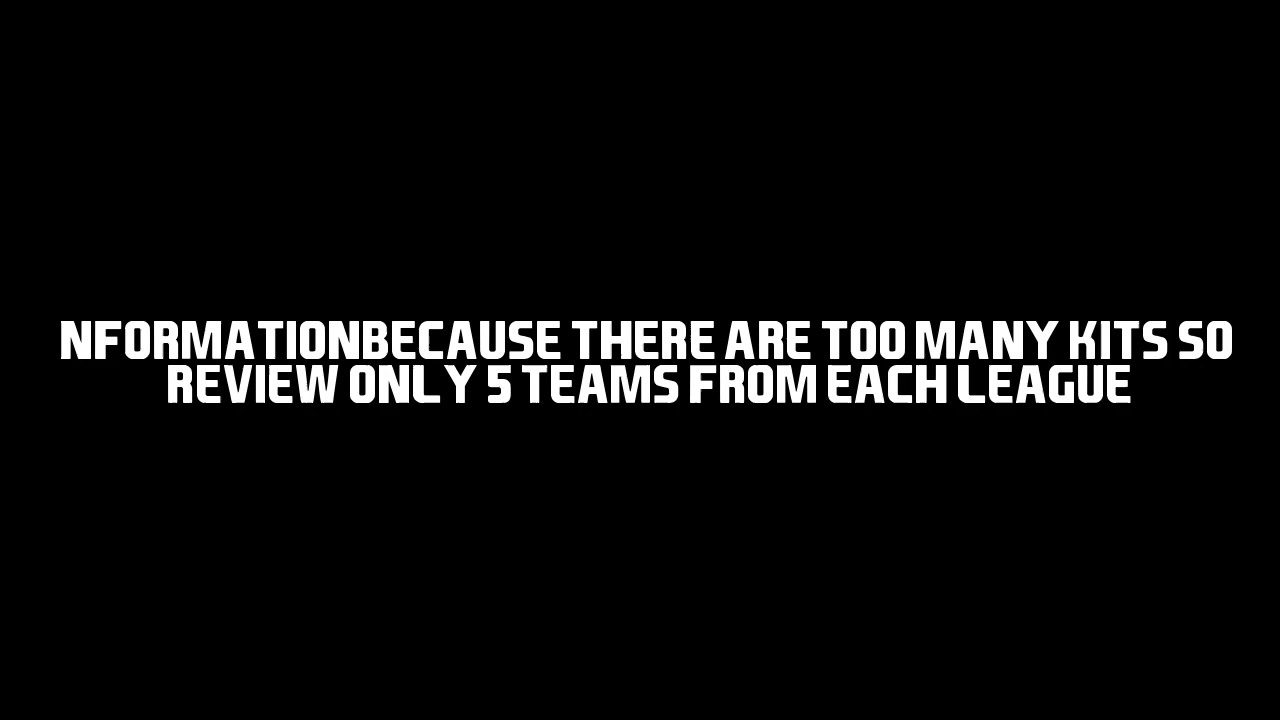 NFORMATIONBECAUSE THERE ARE TOO MANY KITS SO
REVIEW ONLY 5 TEAMS FROM EACH LEAGUE